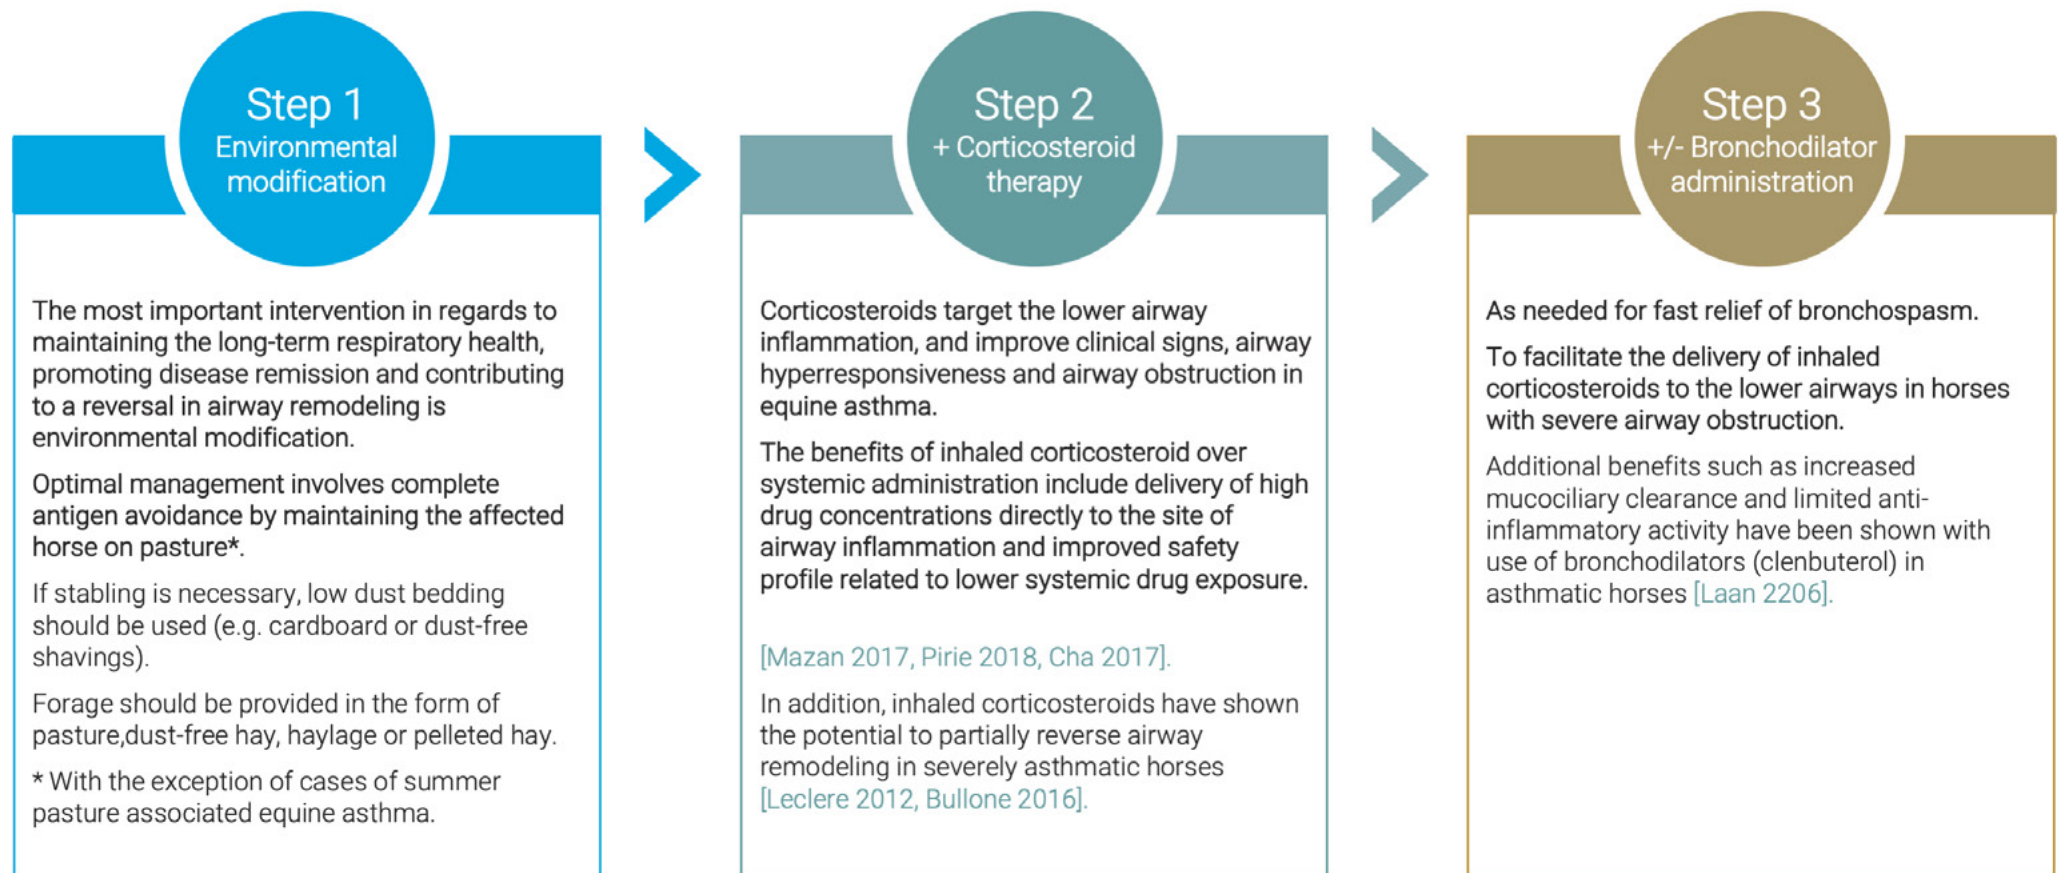 Step 1
Environmental
modification
The most important intervention in regards to
maintaining the long-term respiratory health,
promoting disease remission and contributing
to a reversal in airway remodeling is
environmental modification.
Optimal management involves complete
antigen avoidance by maintaining the affected
horse on pasture*.
If stabling is necessary, low dust bedding
should be used (e.g. cardboard or dust-free
shavings).
Forage should be provided in the form of
pasture,dust-free hay, haylage or pelleted hay.
* With the exception of cases of summer
pasture associated equine asthma.
Step 2
+ Corticosteroid
therapy
Corticosteroids target the lower airway
inflammation, and improve clinical signs, airway
hyperresponsiveness and airway obstruction in
equine asthma.
The benefits of inhaled corticosteroid over
systemic administration include delivery of high
drug concentrations directly to the site of
airway inflammation and improved safety
profile related to lower systemic drug exposure.
[Mazan 2017, Pirie 2018, Cha 2017].
In addition, inhaled corticosteroids have shown
the potential to partially reverse airway
remodeling in severely asthmatic horses
[Leclere 2012, Bullone 2016].
Step 3
+/- Bronchodilator
administration
As needed for fast relief of bronchospasm.
To facilitate the delivery of inhaled
corticosteroids to the lower airways in horses
with severe airway obstruction.
Additional benefits such as increased
mucociliary clearance and limited anti-
inflammatory activity have been shown with
use of bronchodilators (clenbuterol) in
asthmatic horses [Laan 2206].